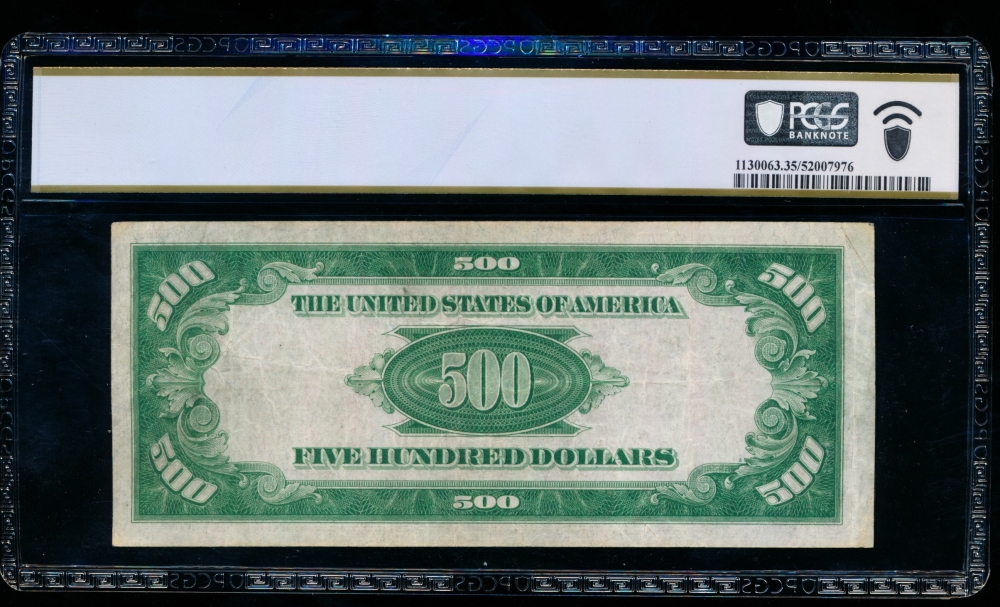 PCGS
BANKNOTE
1130063.35/52007976
500
500 500
THE UNITED STATES OF AMERICA
500
FIVE HUNDRED DOLLARS
500 500
500